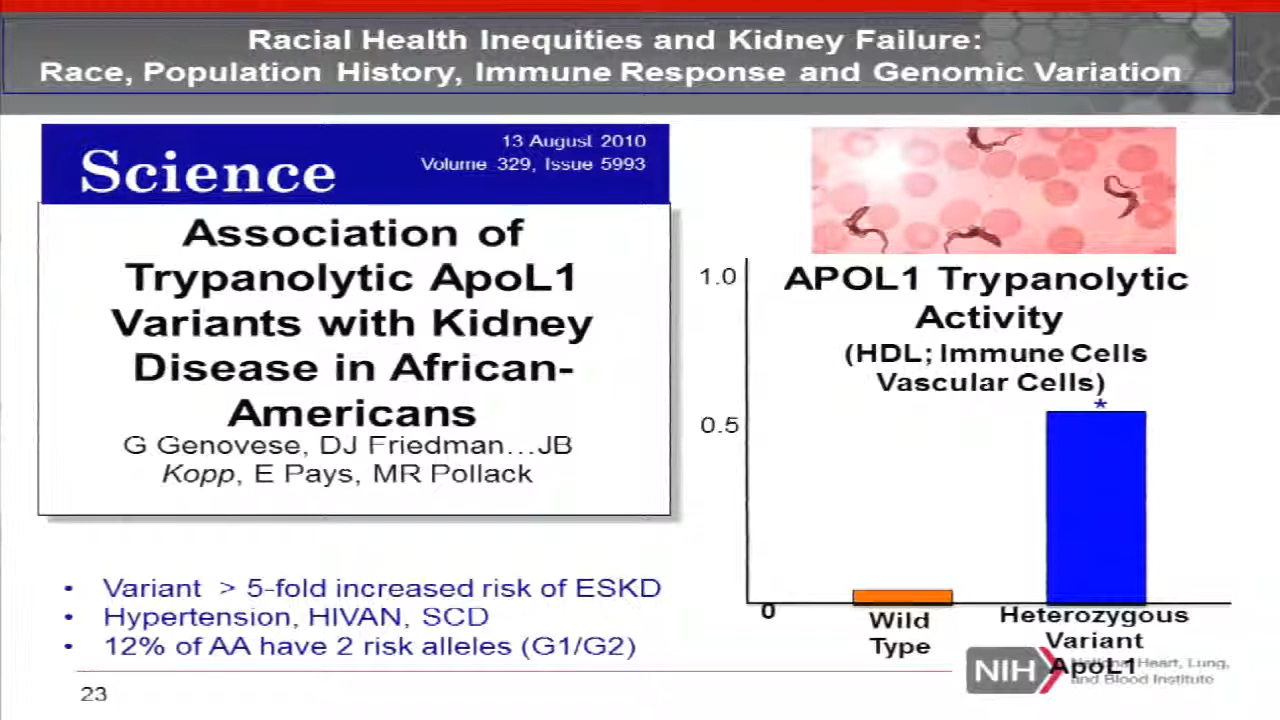 Racial Health Inequities and Kidney Failure:
Race, Population History, Immune Response and Genomic Variation
13 August 2010
Science
Volume 329, Issue 5993
Association of
Trypanolytic ApoL1
Variants with Kidney
Disease in African-
Americans
G Genovese, DJ Friedman…JB
Kopp, E Pays, MR Pollack
• Variant > 5-fold increased risk of ESKD
• Hypertension, HIVAN, SCD
• 12% of AA have 2 risk alleles (G1/G2)
23
1.0
APOL1 Trypanolytic
Activity
(HDL; Immune Cells
Vascular Cells)
*
0.5
0
Wild
Type
Heterozygous
Variant
ApoL1
NIH
Heart, Lung,
and Blood Institute